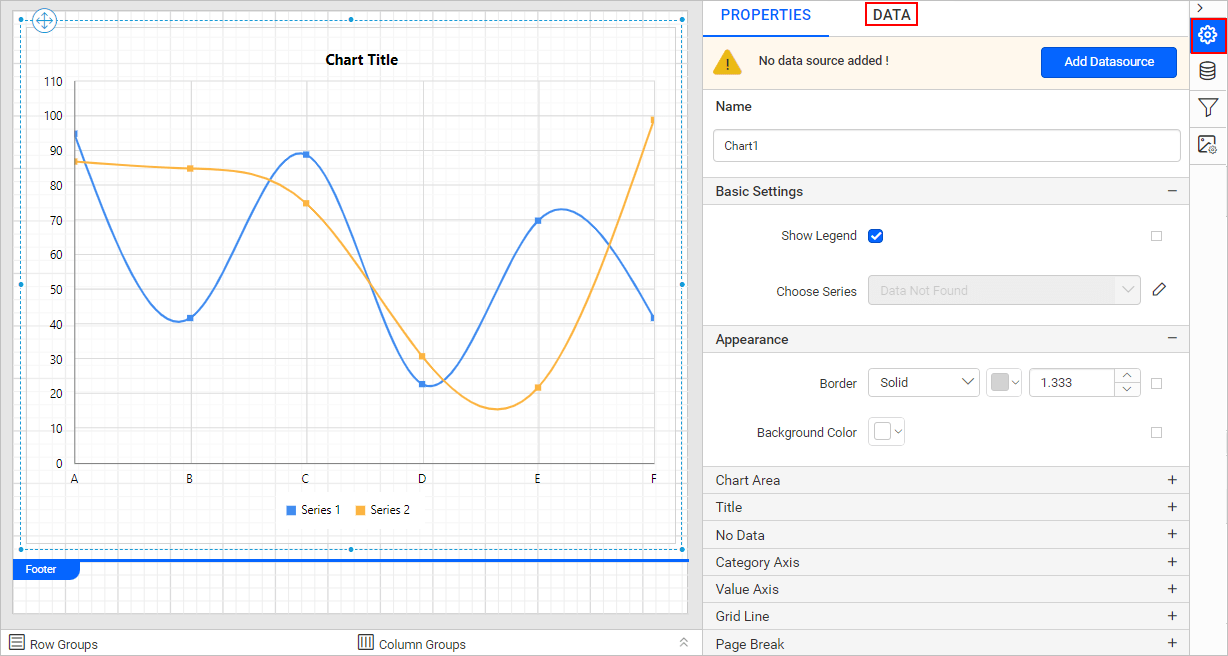 Chart Title
110
100
90
80
70
60
50
40
30
20
10
0
A B C D E F
Series 1 Series 2
Footer
Row Groups Column Groups
PROPERTIES DATA
No data source added ! Add Datasource
Name
Chart1
Basic Settings
Show Legend
Choose Series Data Not Found
Appearance
Border Solid 1.333
Background Color
Chart Area
Title
No Data
Category Axis
Value Axis
Grid Line
Page Break